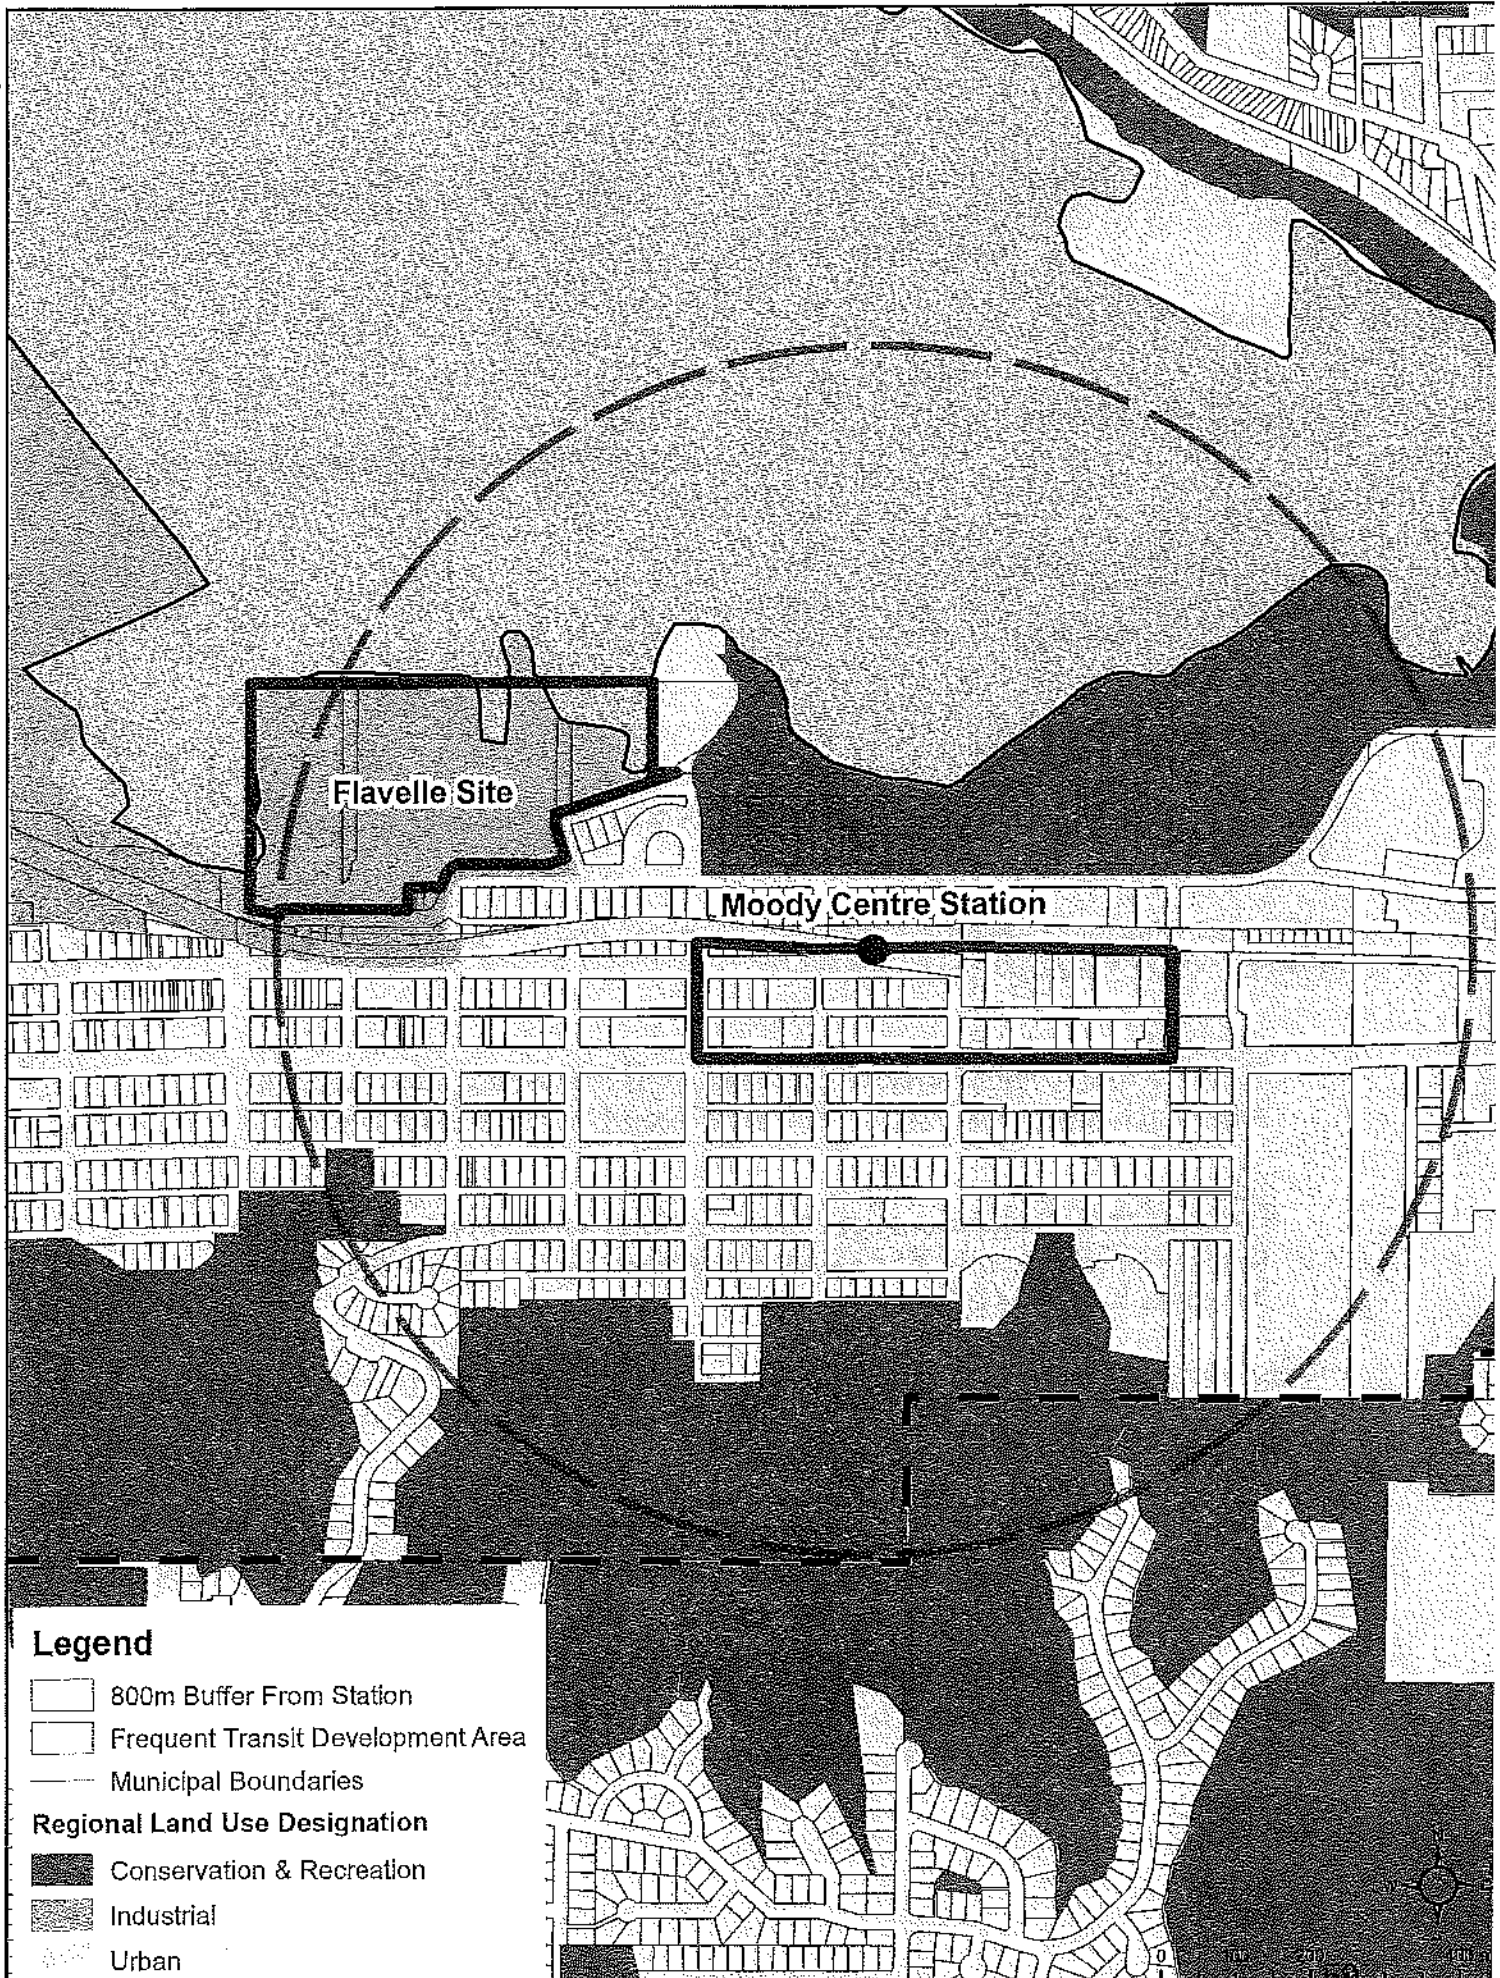 Flavelle Site
Moody Centre Station
Legend
800m Buffer From Station
Frequent Transit Development Area
Municipal Boundaries
Regional Land Use Designation
Conservation & Recreation
Industrial
Urban
0